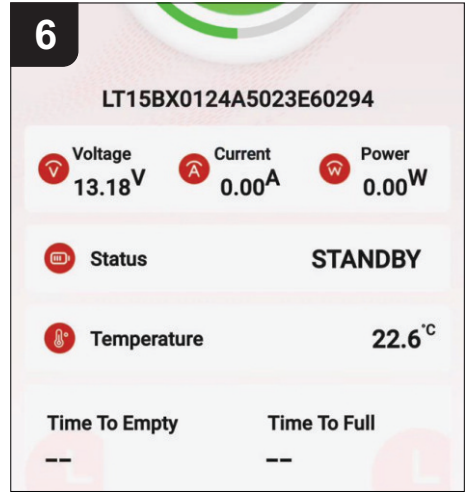 6
LT15BX0124A5023E60294
Voltage Current Power
13.18V 0.00A 0.00W
Status STANDBY
Temperature 22.6°C
Time To Empty Time To Full
-- --